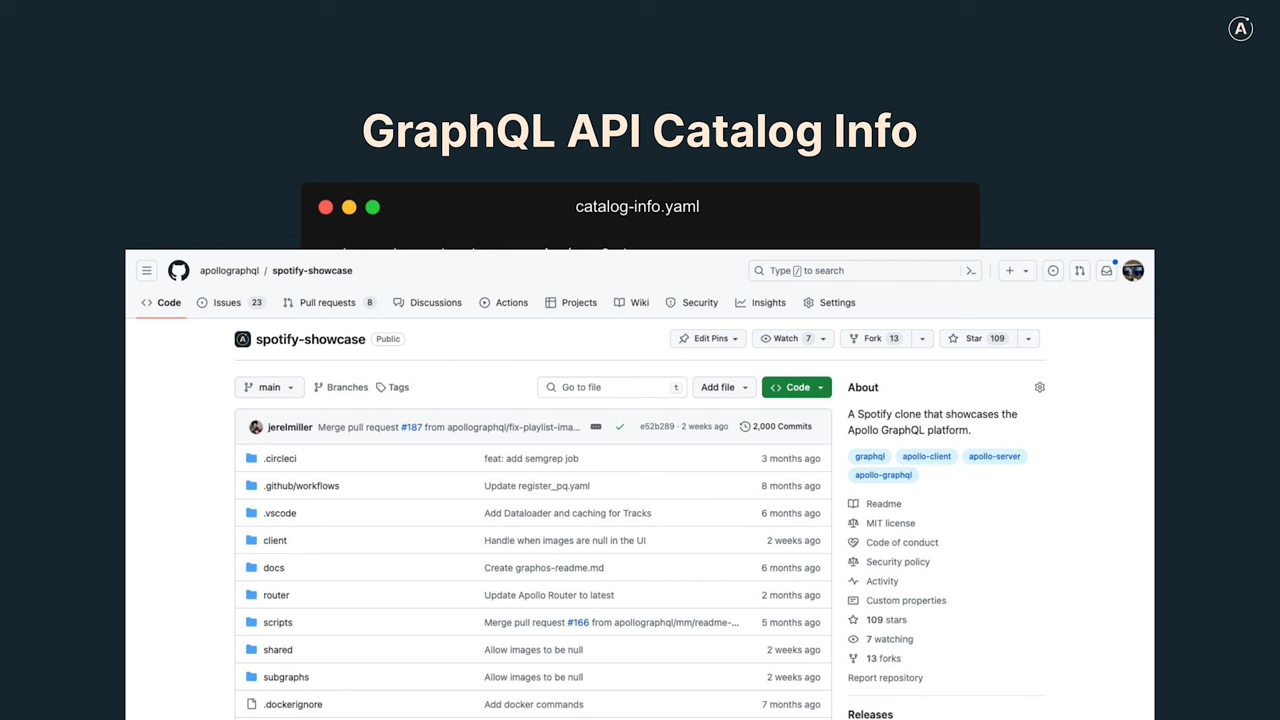 GraphQL API Catalog Info
catalog-info.yaml
apollographql / spotify-showcase
Type / to search
Code
Issues 23
Pull requests 8
Discussions
Actions
Projects
Wiki
Security
Insights
Settings
spotify-showcase Public
Edit Pins
Watch 7
Fork 13
Star 109
main
Branches
Tags
Go to file t
Add file
Code
jerelmiller Merge pull request #187 from apollographql/fix-playlist-ima... e52b289 · 2 weeks ago 2,000 Commits
.circleci feat: add semgrep job 3 months ago
.github/workflows Update register_pq.yaml 8 months ago
.vscode Add Dataloader and caching for Tracks 6 months ago
client Handle when images are null in the UI 2 weeks ago
docs Create graphos-readme.md 6 months ago
router Update Apollo Router to latest 2 months ago
scripts Merge pull request #166 from apollographql/mm/readme-... 5 months ago
shared Allow images to be null 2 weeks ago
subgraphs Allow images to be null 2 weeks ago
.dockerignore Add docker commands 7 months ago
About
A Spotify clone that showcases the
Apollo GraphQL platform.
graphql apollo-client apollo-server
apollo-graphql
Readme
MIT license
Code of conduct
Security policy
Activity
Custom properties
109 stars
7 watching
13 forks
Report repository
Releases